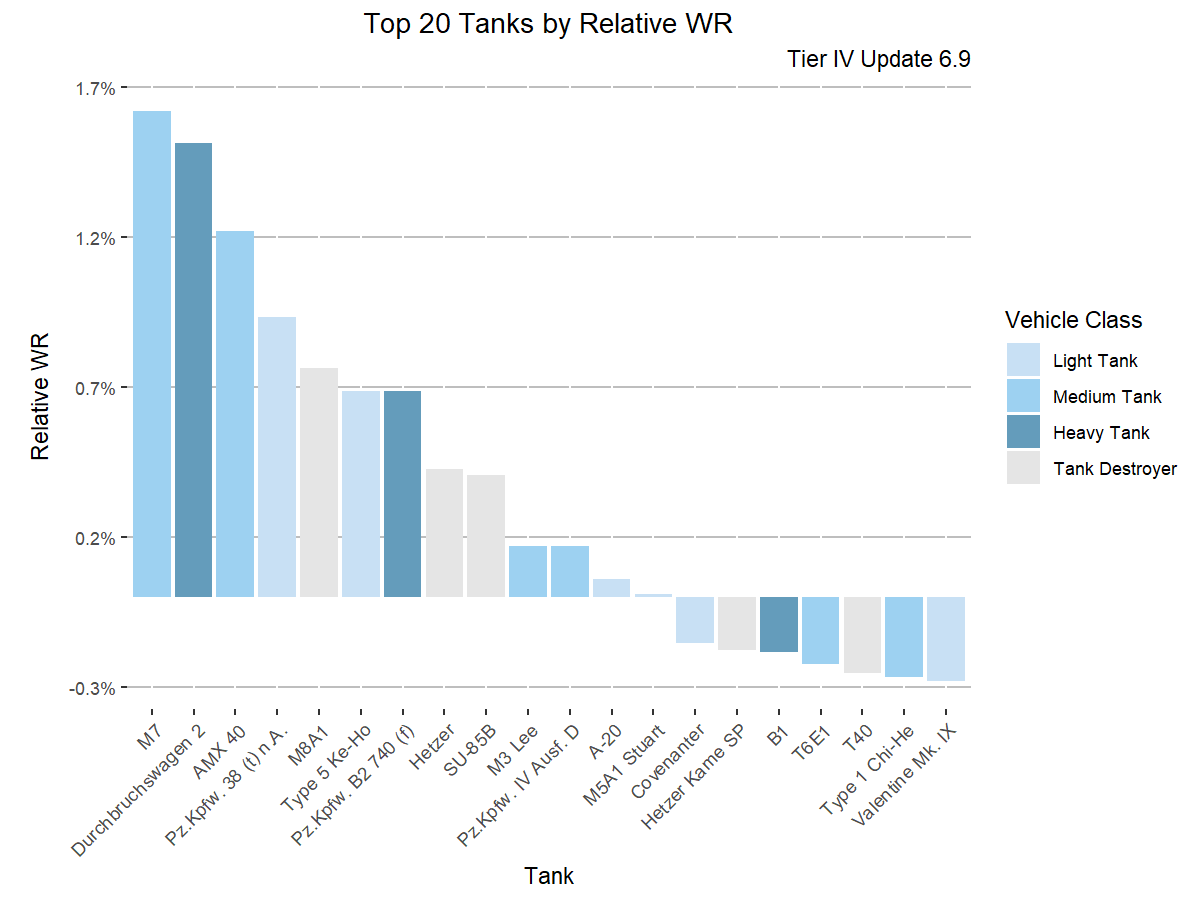 Top 20 Tanks by Relative WR
Tier IV Update 6.9
1.7%
1.2%
0.7%
0.2%
-0.3%
Relative WR
M7
Durchbruchswagen 2
AMX 40
Pz.Kpfw. 38 (t) n.A.
M8A1
Type 5 Ke-Ho
Pz.Kpfw. B2 740 (f)
Hetzer
SU-85B
M3 Lee
Pz.Kpfw. IV Ausf. D
A-20
M5A1 Stuart
Covenanter
Hetzer Kame SP
B1
T6E1
T40
Type 1 Chi-He
Valentine Mk. IX
Tank
Vehicle Class
Light Tank
Medium Tank
Heavy Tank
Tank Destroyer